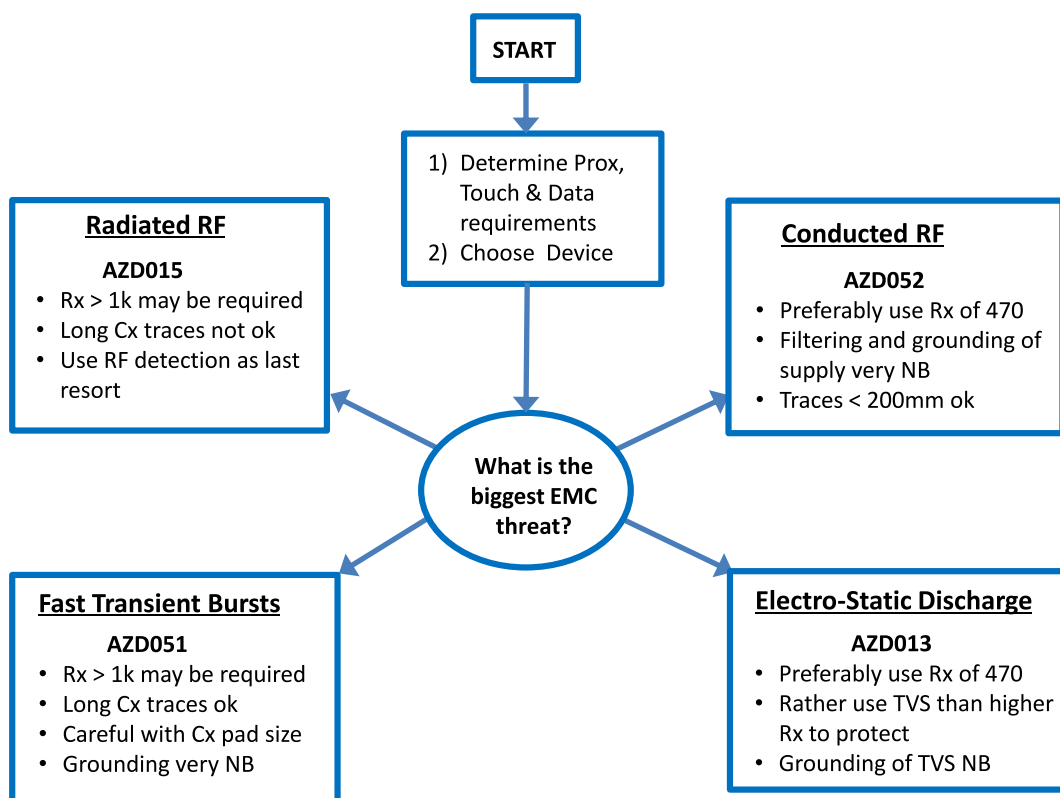 START
1) Determine Prox,
Touch & Data
requirements
2) Choose Device
Radiated RF
AZD015
• Rx > 1k may be required
• Long Cx traces not ok
• Use RF detection as last
resort
Conducted RF
AZD052
• Preferably use Rx of 470
• Filtering and grounding of
supply very NB
• Traces < 200mm ok
What is the
biggest EMC
threat?
Fast Transient Bursts
AZD051
• Rx > 1k may be required
• Long Cx traces ok
• Careful with Cx pad size
• Grounding very NB
Electro-Static Discharge
AZD013
• Preferably use Rx of 470
• Rather use TVS than higher
Rx to protect
• Grounding of TVS NB